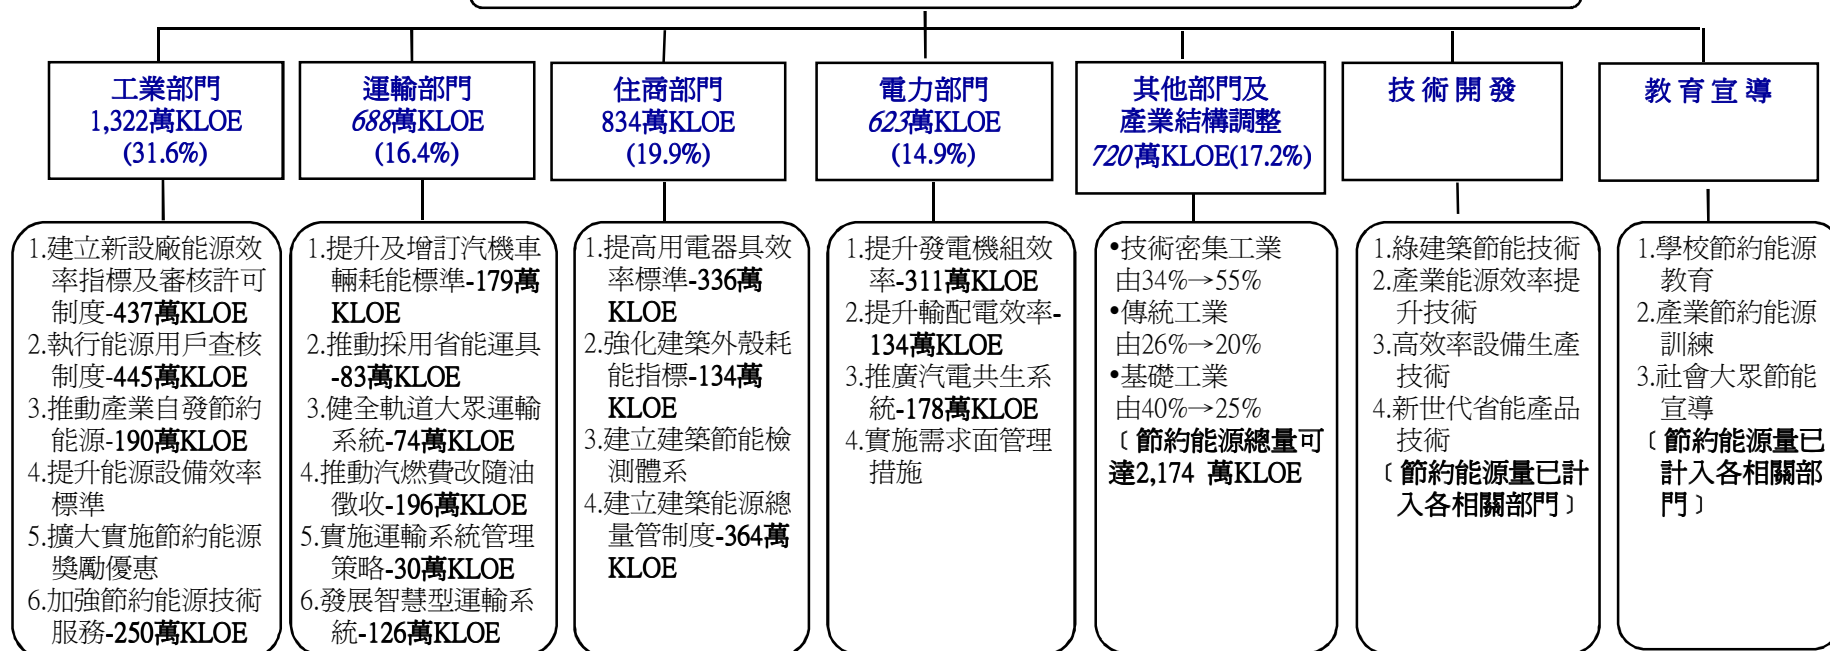 工業部門
1,322萬KLOE
(31.6%)
運輸部門
688萬KLOE
(16.4%)
住商部門
834萬KLOE
(19.9%)
電力部門
623萬KLOE
(14.9%)
其他部門及
產業結構調整
720萬KLOE(17.2%)
技術開發
教育宣導
1.建立新設廠能源效
率指標及審核許可
制度-437萬KLOE
2.執行能源用戶查核
制度-445萬KLOE
3.推動產業自發節約
能源-190萬KLOE
4.提升能源設備效率
標準
5.擴大實施節約能源
獎勵優惠
6.加強節約能源技術
服務-250萬KLOE
1.提升及增訂汽機車
輛耗能標準-179萬
KLOE
2.推動採用省能運具
-83萬KLOE
3.健全軌道大眾運輸
系統-74萬KLOE
4.推動汽燃費改隨油
徵收-196萬KLOE
5.實施運輸系統管理
策略-30萬KLOE
6.發展智慧型運輸系
統-126萬KLOE
1.提高用電器具效
率標準-336萬
KLOE
2.強化建築外殼耗
能指標-134萬
KLOE
3.建立建築節能檢
測體系
4.建立建築能源總
量管制度-364萬
KLOE
1.提升發電機組效
率-311萬KLOE
2.提升輸配電效率-
134萬KLOE
3.推廣汽電共生系
統-178萬KLOE
4.實施需求面管理
措施
•技術密集工業
由34%→55%
•傳統工業
由26%→20%
•基礎工業
由40%→25%
﹝節約能源總量可
達2,174 萬KLOE
1.綠建築節能技術
2.產業能源效率提
升技術
3.高效率設備生產
技術
4.新世代省能產品
技術
﹝節約能源量已計
入各相關部門﹞
1.學校節約能源
教育
2.產業節約能源
訓練
3.社會大眾節能
宣導
﹝節約能源量已
計入各相關部
門﹞